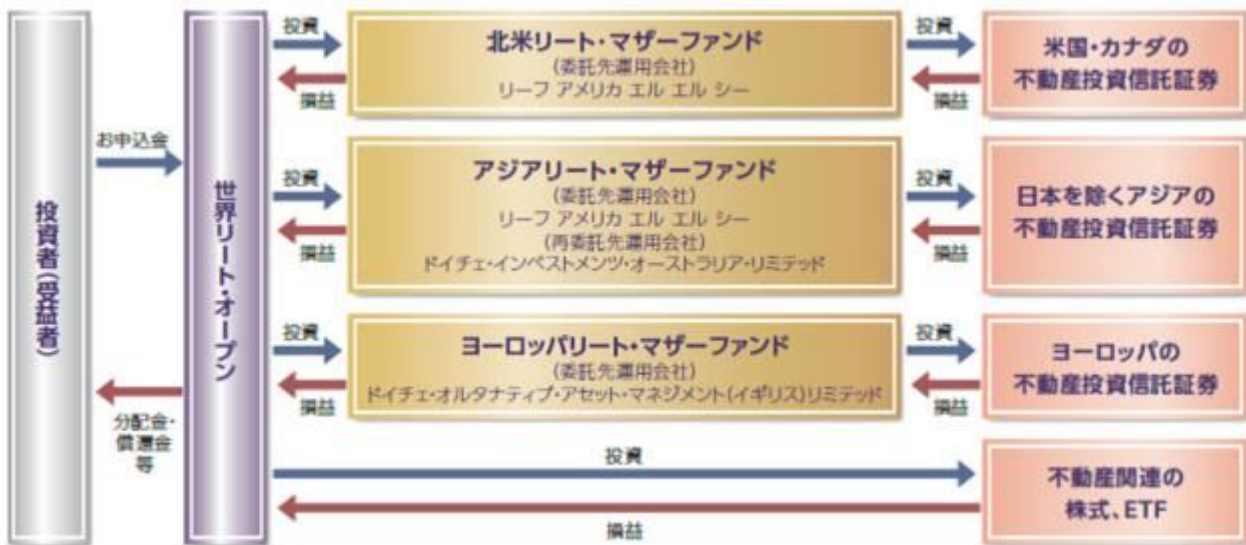 投資者(受益者)
お申込金
分配金・
償還金
等
世界リート・オープン
投資
損益
北米リート・マザーファンド
(委託先運用会社)
リーフ アメリカ エル エル シー
投資
損益
米国・カナダの
不動産投資信託証券
投資
損益
アジアリート・マザーファンド
(委託先運用会社)
リーフ アメリカ エル エル シー
(再委託先運用会社)
ドイチェ・インベストメンツ・オーストラリア・リミテッド
投資
損益
日本を除くアジアの
不動産投資信託証券
投資
損益
ヨーロッパリート・マザーファンド
(委託先運用会社)
ドイチェ・オルタナティブ・アセット・マネジメント(イギリス)リミテッド
投資
損益
ヨーロッパの
不動産投資信託証券
投資
損益
不動産関連の
株式、ETF